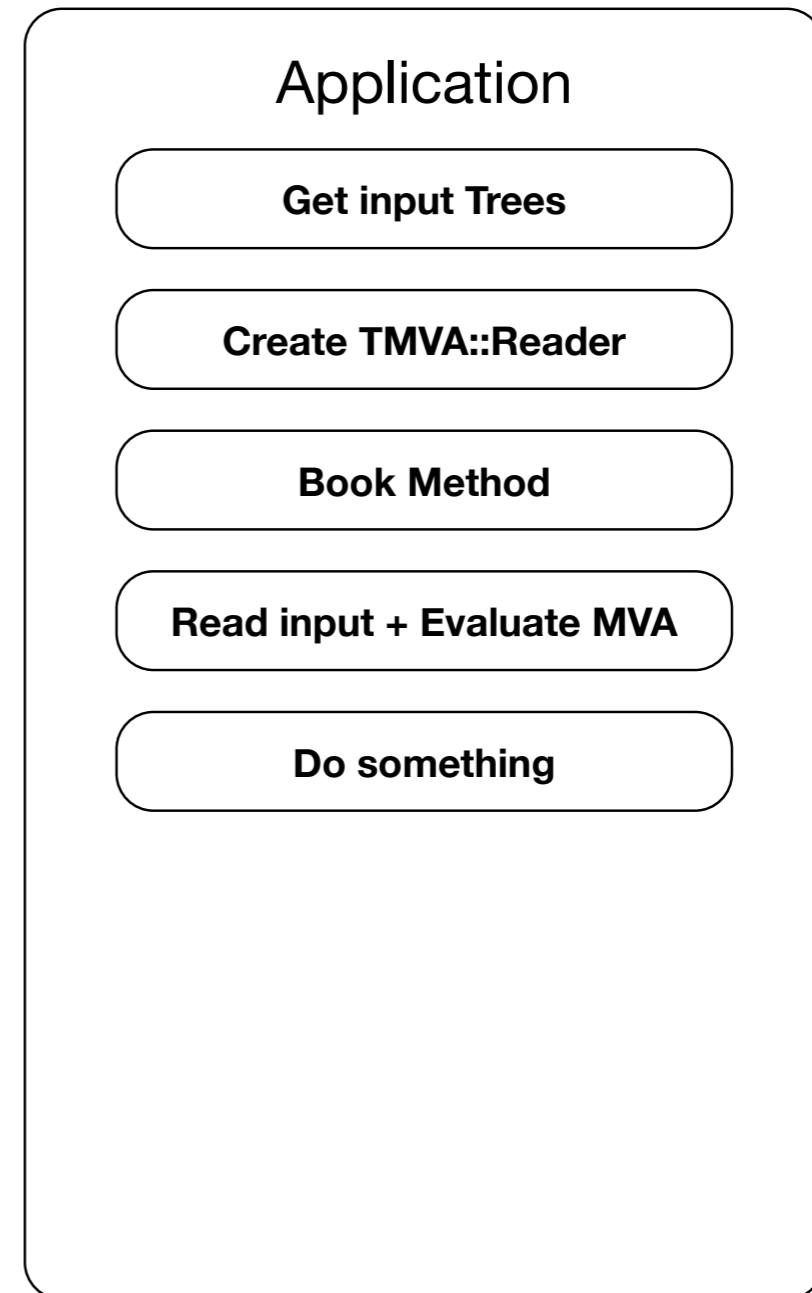 Application
Get input Trees
Create TMVA::Reader
Book Method
Read input + Evaluate MVA
Do something